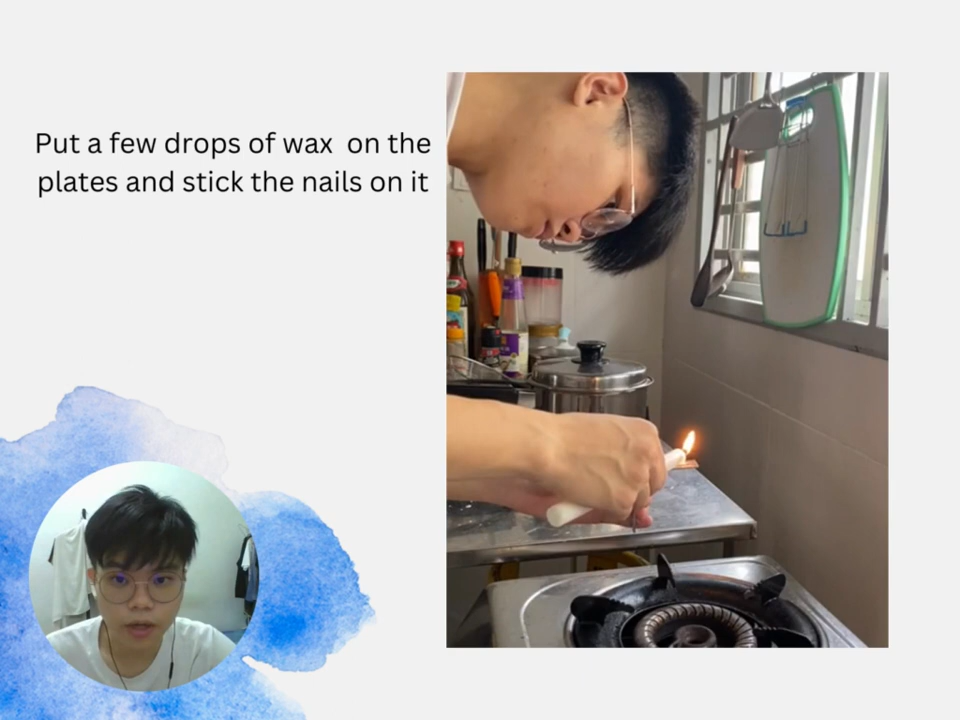 Put a few drops of wax  on the
plates and stick the nails on it